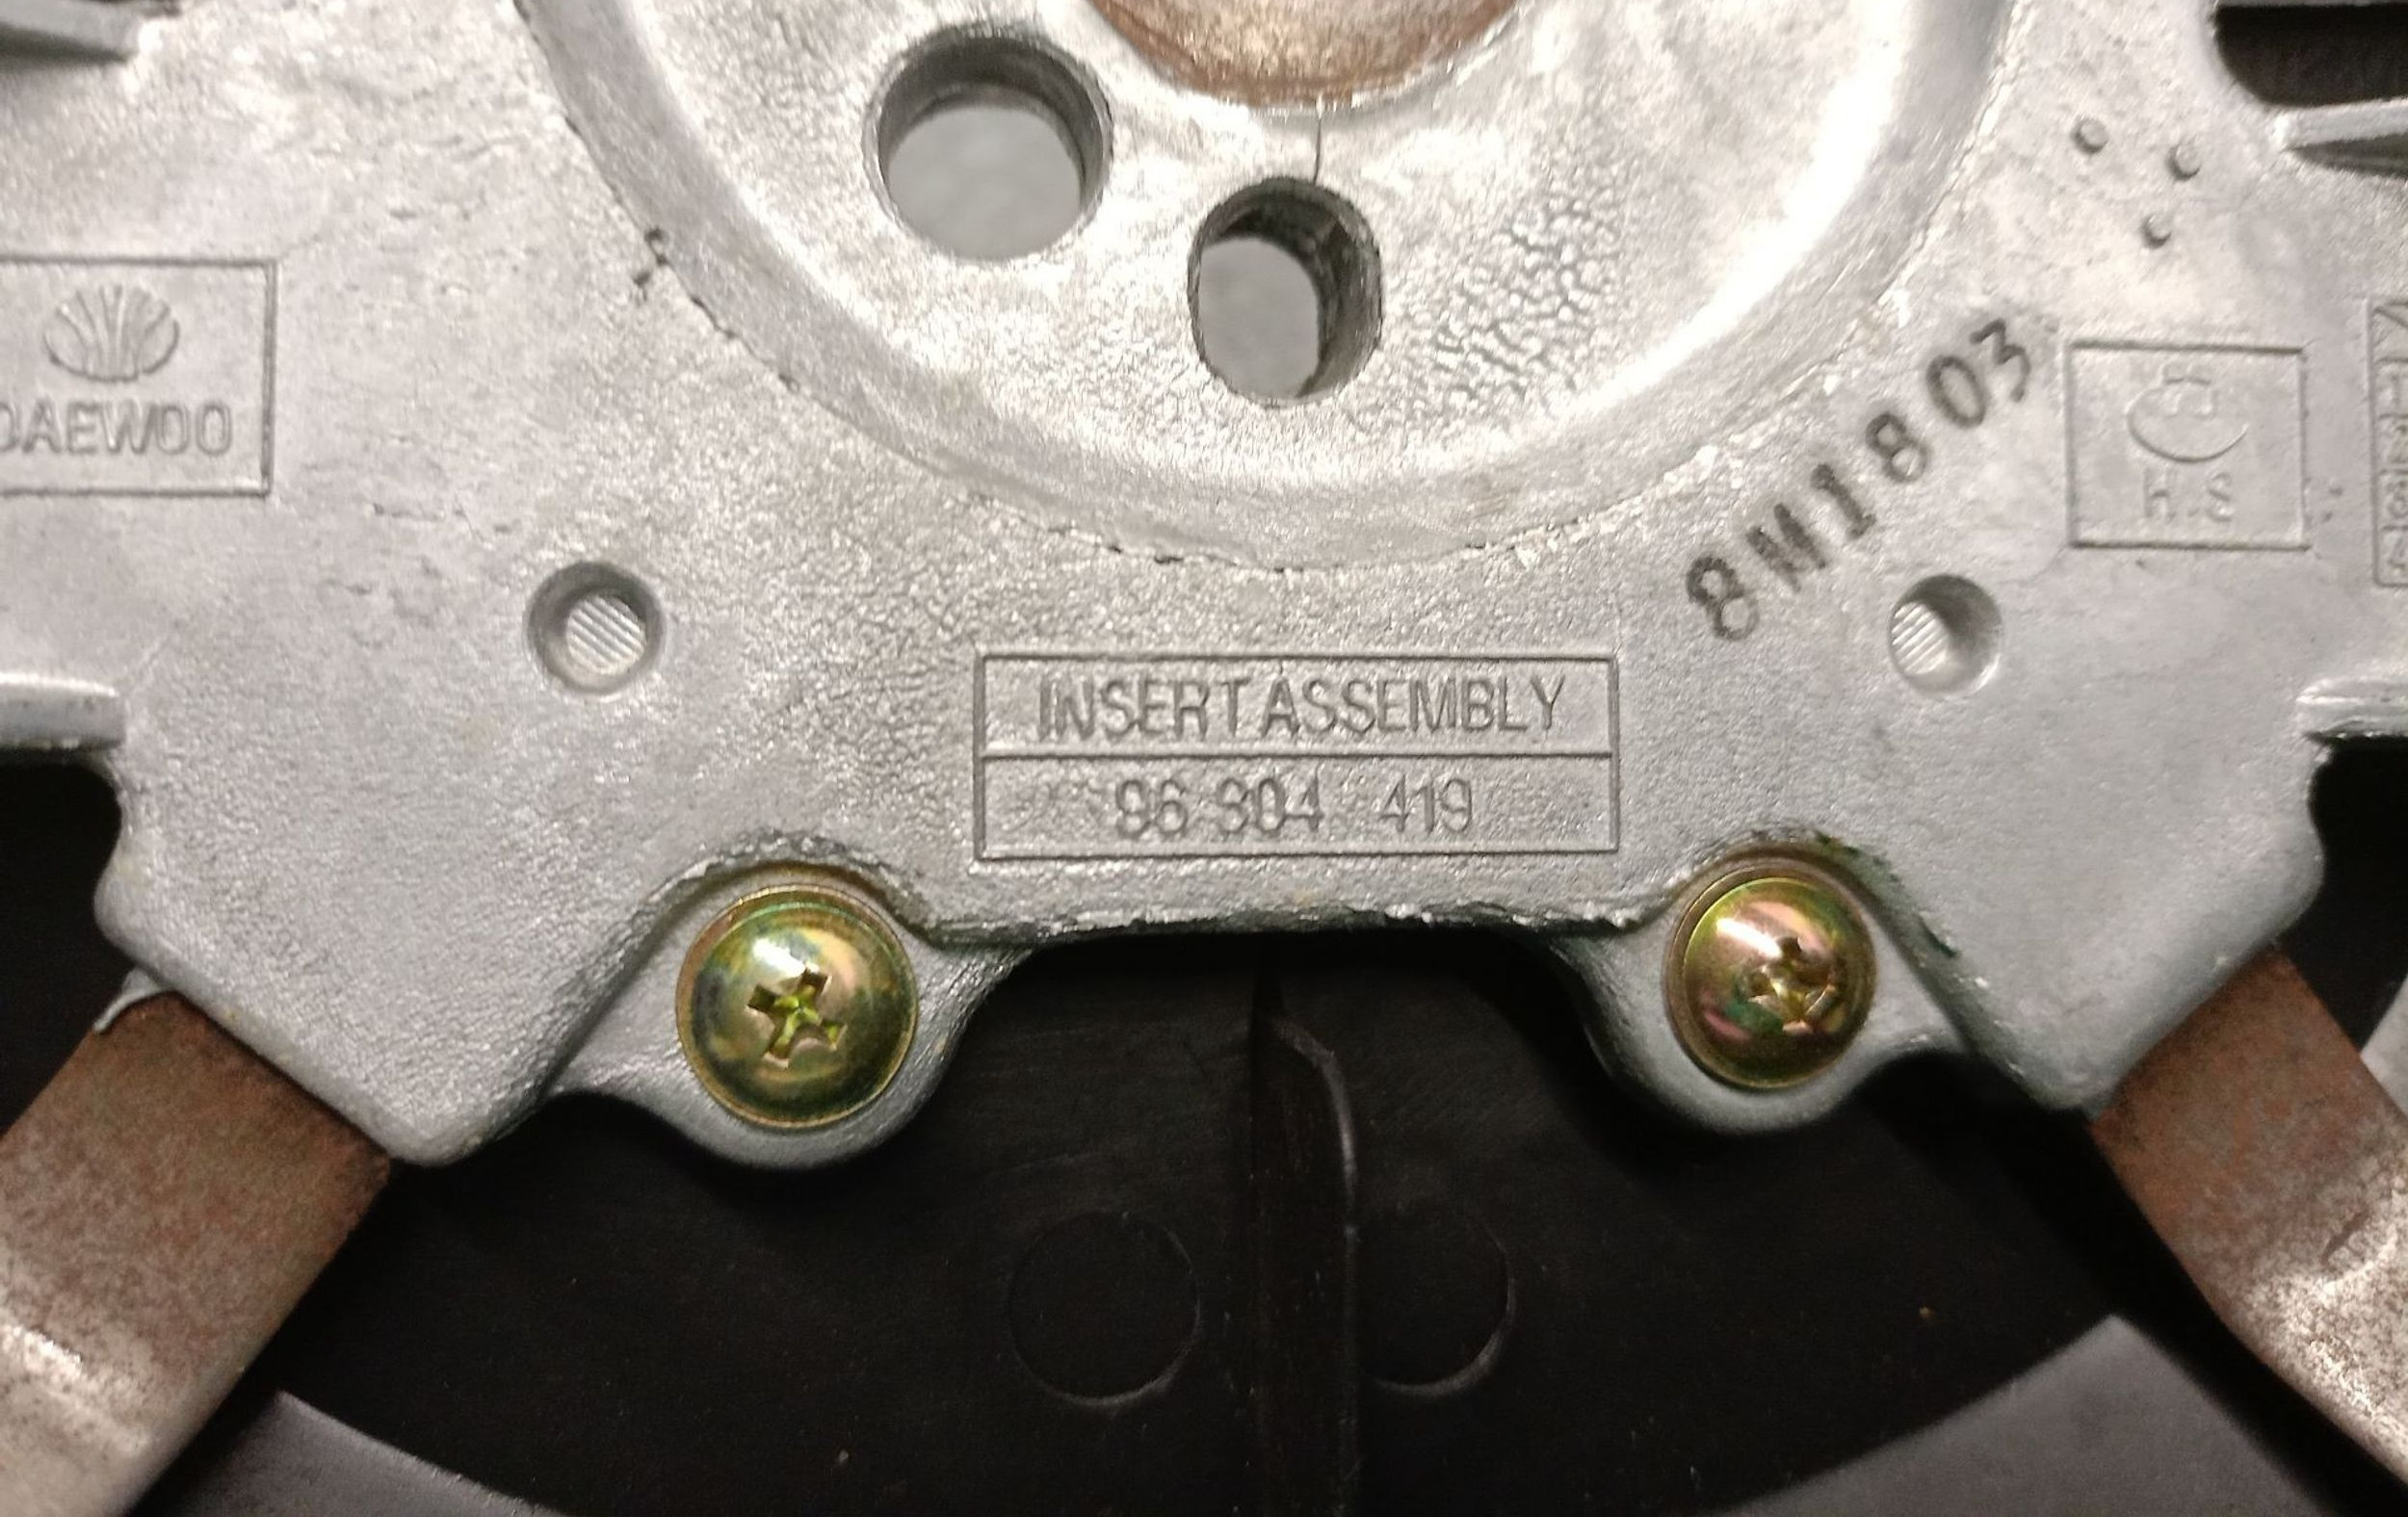 DAEWOO
8M1803
INSERT ASSEMBLY
96 304 419